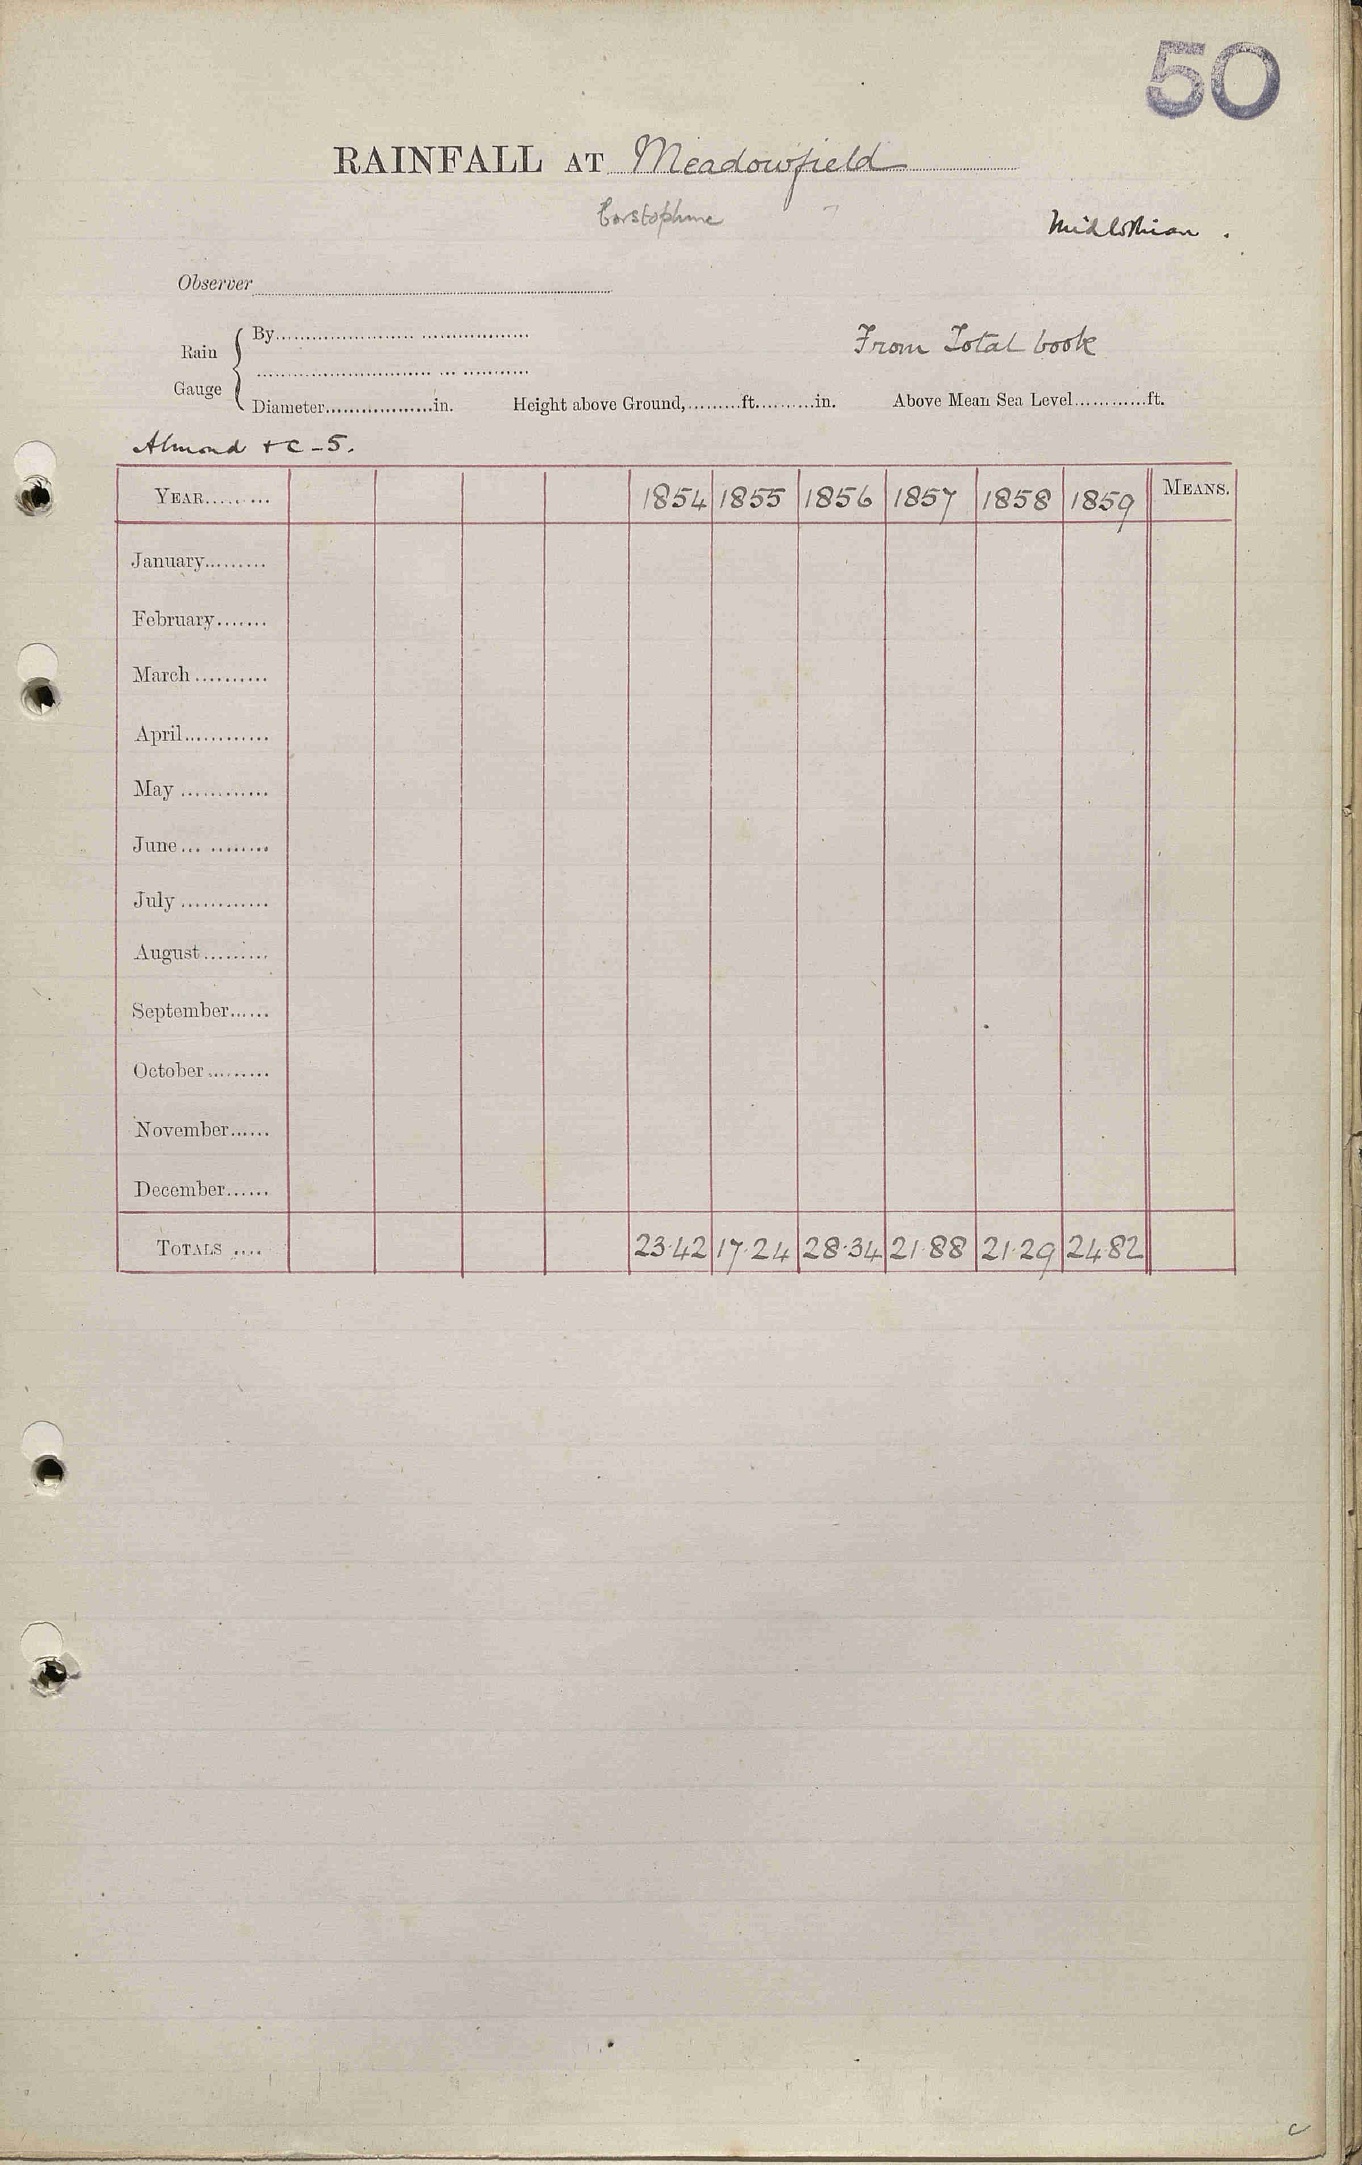 50
RAINFALL AT Meadowfield
Corstophine
Midlothian .
Observer
Rain Gauge
By
From Total book
Diameter..................in. Height above Ground,.........ft..........in. Above Mean Sea Level............ft.
Almond + C - 5.
YEAR......... 1854 1855 1856 1857 1858 1859 MEANS.
January.........
February.......
March ..........
April............
May ............
June... ........
July ............
August.........
September......
October.........
November......
December......
TOTALS .... 23.42 17.24 28.34 21.88 21.29 24.82
c